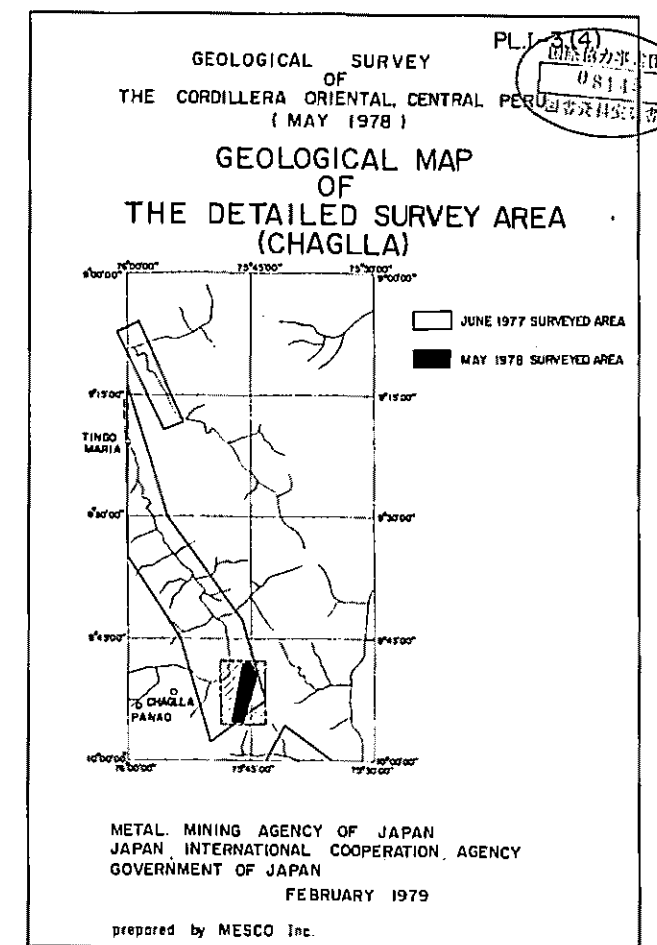 PL.I-3(4)
GEOLOGICAL SURVEY
OF
THE CORDILLERA ORIENTAL, CENTRAL PERU
( MAY 1978 )
0814
GEOLOGICAL MAP
OF
THE DETAILED SURVEY AREA
(CHAGLLA)
76°00'00" 75°45'00" 75°30'00"
9°00'00" 9°00'00"
JUNE 1977 SURVEYED AREA
MAY 1978 SURVEYED AREA
9°15'00" 9°15'00"
TINGO
MARIA
9°30'00" 9°30'00"
9°45'00" 9°45'00"
CHAGLLA
PANAO
10°00'00" 10°00'00"
76°00'00" 75°45'00" 75°30'00"
METAL. MINING AGENCY OF JAPAN
JAPAN INTERNATIONAL COOPERATION AGENCY
GOVERNMENT OF JAPAN
FEBRUARY 1979
prepared by MESCO Inc.